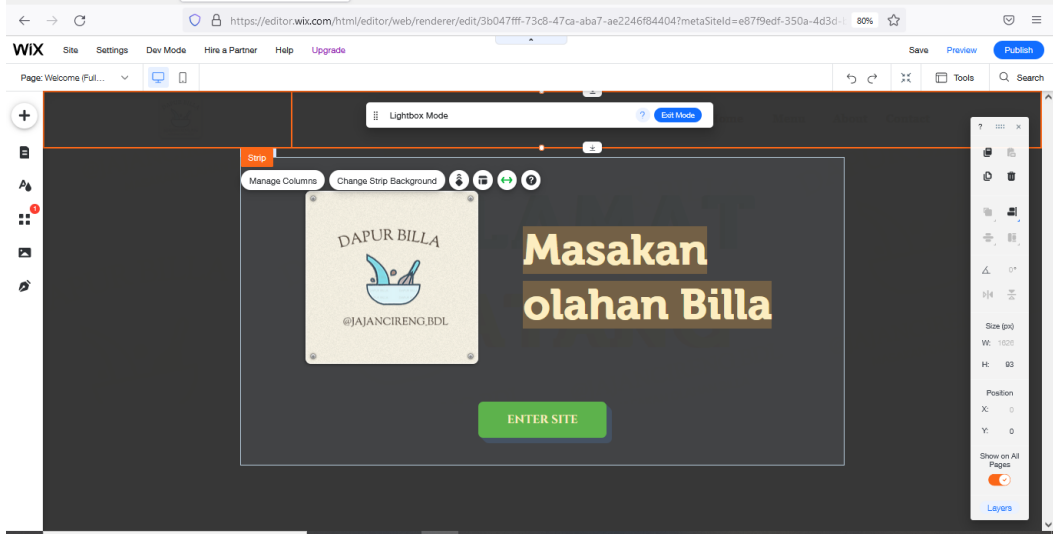 https://editor.wix.com/html/editor/web/renderer/edit/3b047fff-73c8-47ca-aba7-ae2246f84404?metaSiteId=e87f9edf-350a-4d3d-
80%
WiX Site Settings Dev Mode Hire a Partner Help Upgrade Save Preview Publish
Page: Welcome (Full... Tools Search
Lightbox Mode ? Exit Mode
Strip
Manage Columns Change Strip Background ?
DAPUR BILLA
@JAJANCIRENG.BDL
Masakan
olahan Billa
ENTER SITE
1
? ×
0°
Size (px)
W: 1626
H: 93
Position
X: 0
Y: 0
Show on All
Pages
Layers